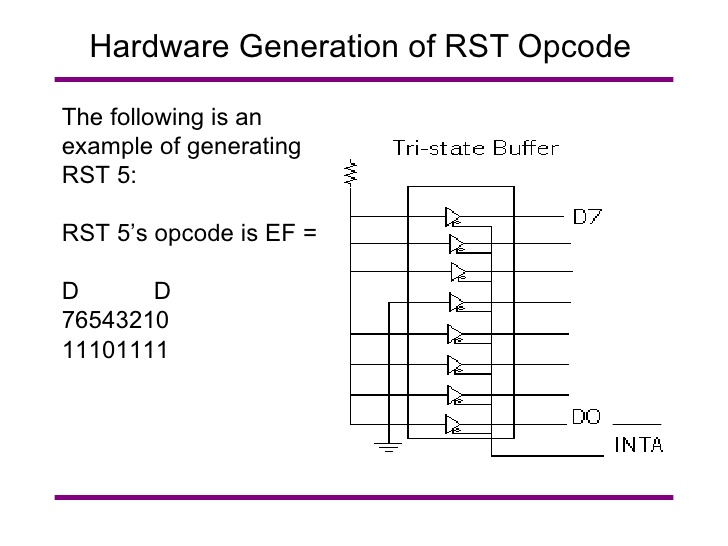 Hardware Generation of RST Opcode
The following is an
example of generating
RST 5:
RST 5’s opcode is EF =
D D
76543210
11101111
Tri-state Buffer
D7
D0
INTA